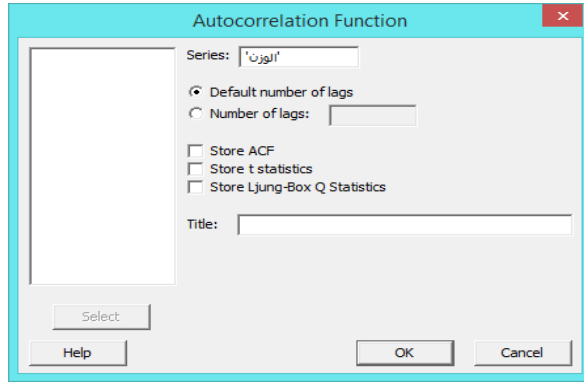 Autocorrelation Function
Series: 'الوزن'
Default number of lags
Number of lags:
Store ACF
Store t statistics
Store Ljung-Box Q Statistics
Title:
Select
Help
OK
Cancel